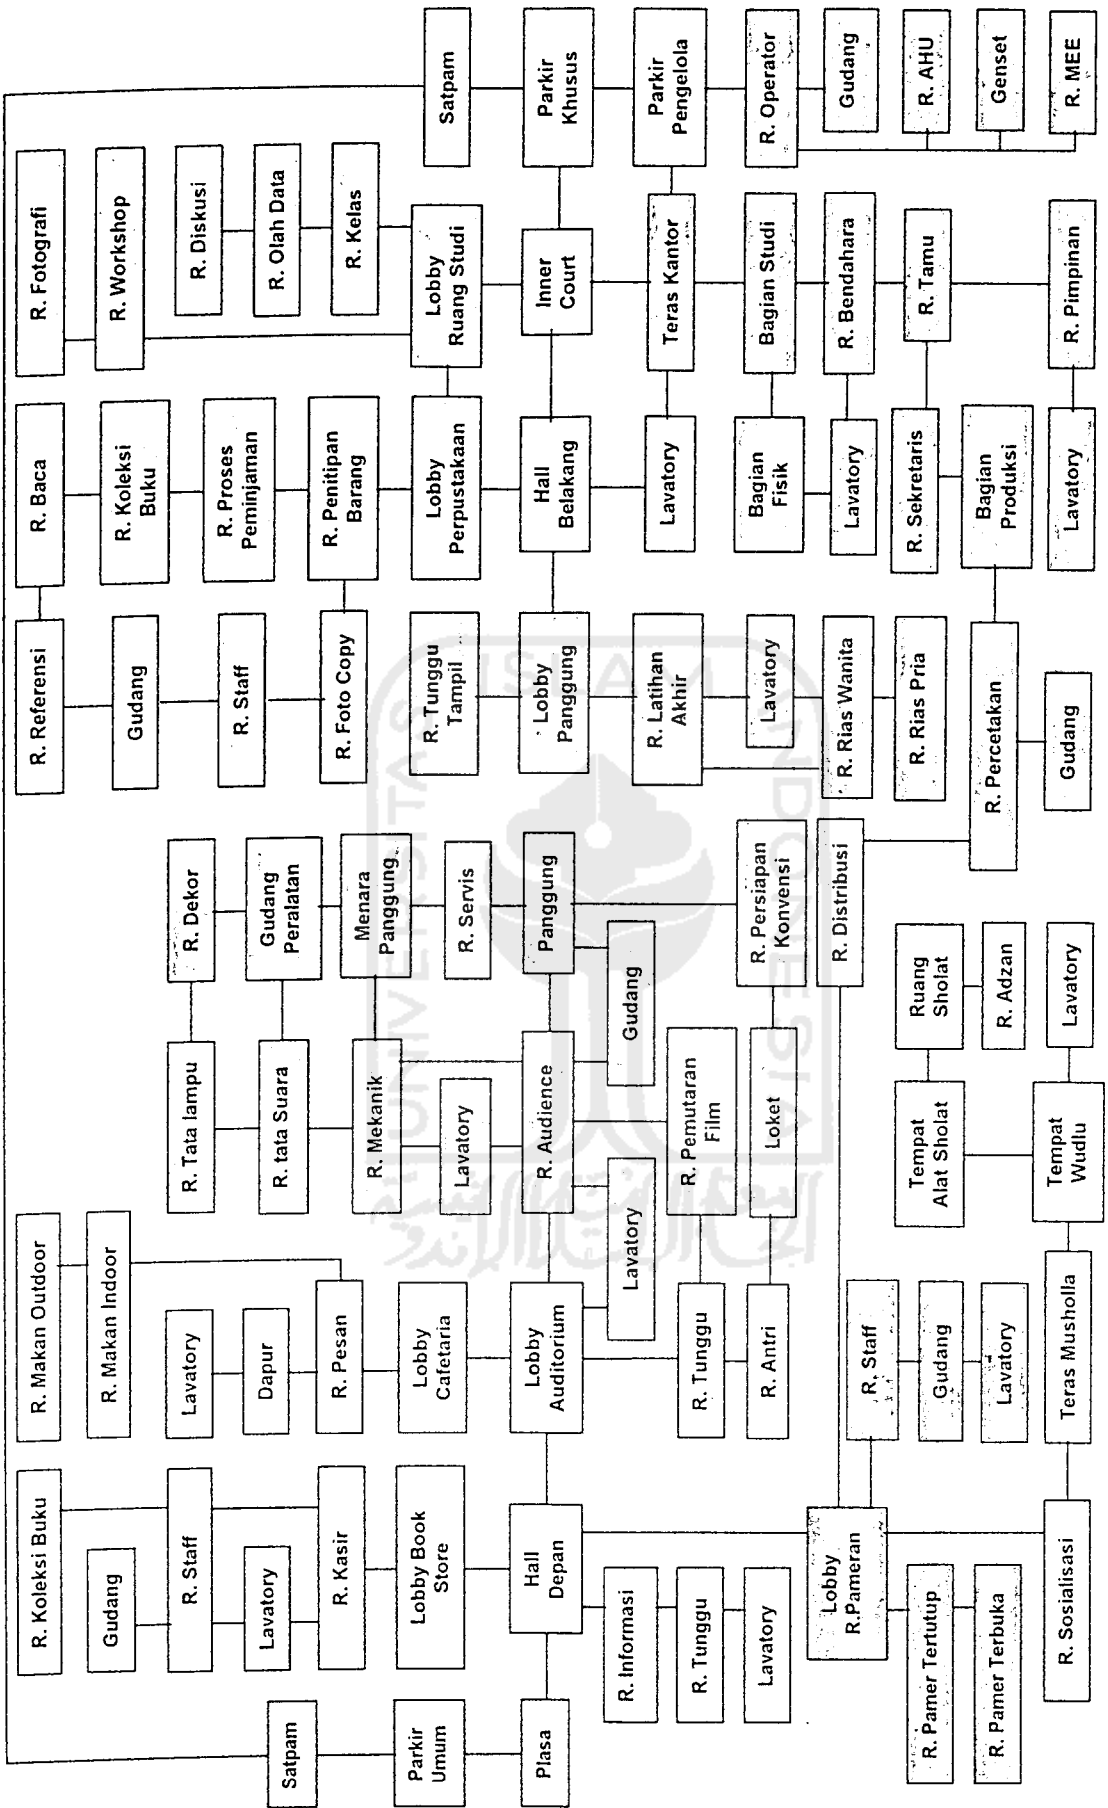 Satpam
Parkir
Umum
Plasa
R. Koleksi Buku
Gudang
R. Staff
Lavatory
R. Kasir
Lobby Book
Store
Hall
Depan
R. Informasi
R. Tunggu
Lavatory
Lobby
R.Pameran
R. Pamer Tertutup
R. Pamer Terbuka
R. Sosialisasi
R. Makan Outdoor
R. Makan Indoor
Lavatory
Dapur
R. Pesan
Lobby
Cafetaria
Lobby
Auditorium
Lavatory
R. Tunggu
R. Antri
R. Staff
Gudang
Lavatory
Teras Musholla
R. Tata lampu
R. tata Suara
R. Mekanik
Lavatory
R. Audience
R. Pemutaran
Film
Loket
Tempat
Alat Sholat
Tempat
Wudlu
R. Dekor
Gudang
Peralatan
Menara
Panggung
R. Servis
Panggung
Gudang
R. Persiapan
Konvensi
R. Distribusi
Ruang
Sholat
R. Adzan
Lavatory
R. Referensi
Gudang
R. Staff
R. Foto Copy
R. Tunggu
Tampil
Lobby
Panggung
R. Latihan
Akhir
Lavatory
R. Rias Wanita
R. Rias Pria
R. Percetakan
Gudang
R. Baca
R. Koleksi
Buku
R. Proses
Peminjaman
R. Penitipan
Barang
Lobby
Perpustakaan
Hall
Belakang
Lavatory
Bagian
Fisik
Lavatory
R. Sekretaris
Bagian
Produksi
Lavatory
R. Fotografi
R. Workshop
R. Diskusi
R. Olah Data
R. Kelas
Lobby
Ruang Studi
Inner
Court
Teras Kantor
Bagian Studi
R. Bendahara
R. Tamu
R. Pimpinan
Satpam
Parkir
Khusus
Parkir
Pengelola
R. Operator
Gudang
R. AHU
Genset
R. MEE
UNIVERSITAS
ISLAM
INDONESIA